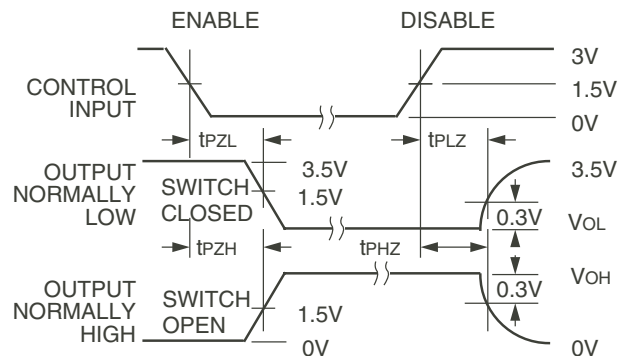 ENABLE DISABLE
3V
CONTROL
INPUT
1.5V
0V
tPZL tPLZ
OUTPUT
NORMALLY
LOW
SWITCH
CLOSED
3.5V
1.5V
3.5V
0.3V
VOL
tPZH tPHZ
OUTPUT
NORMALLY
HIGH
SWITCH
OPEN
1.5V
0V
VOH
0.3V
0V